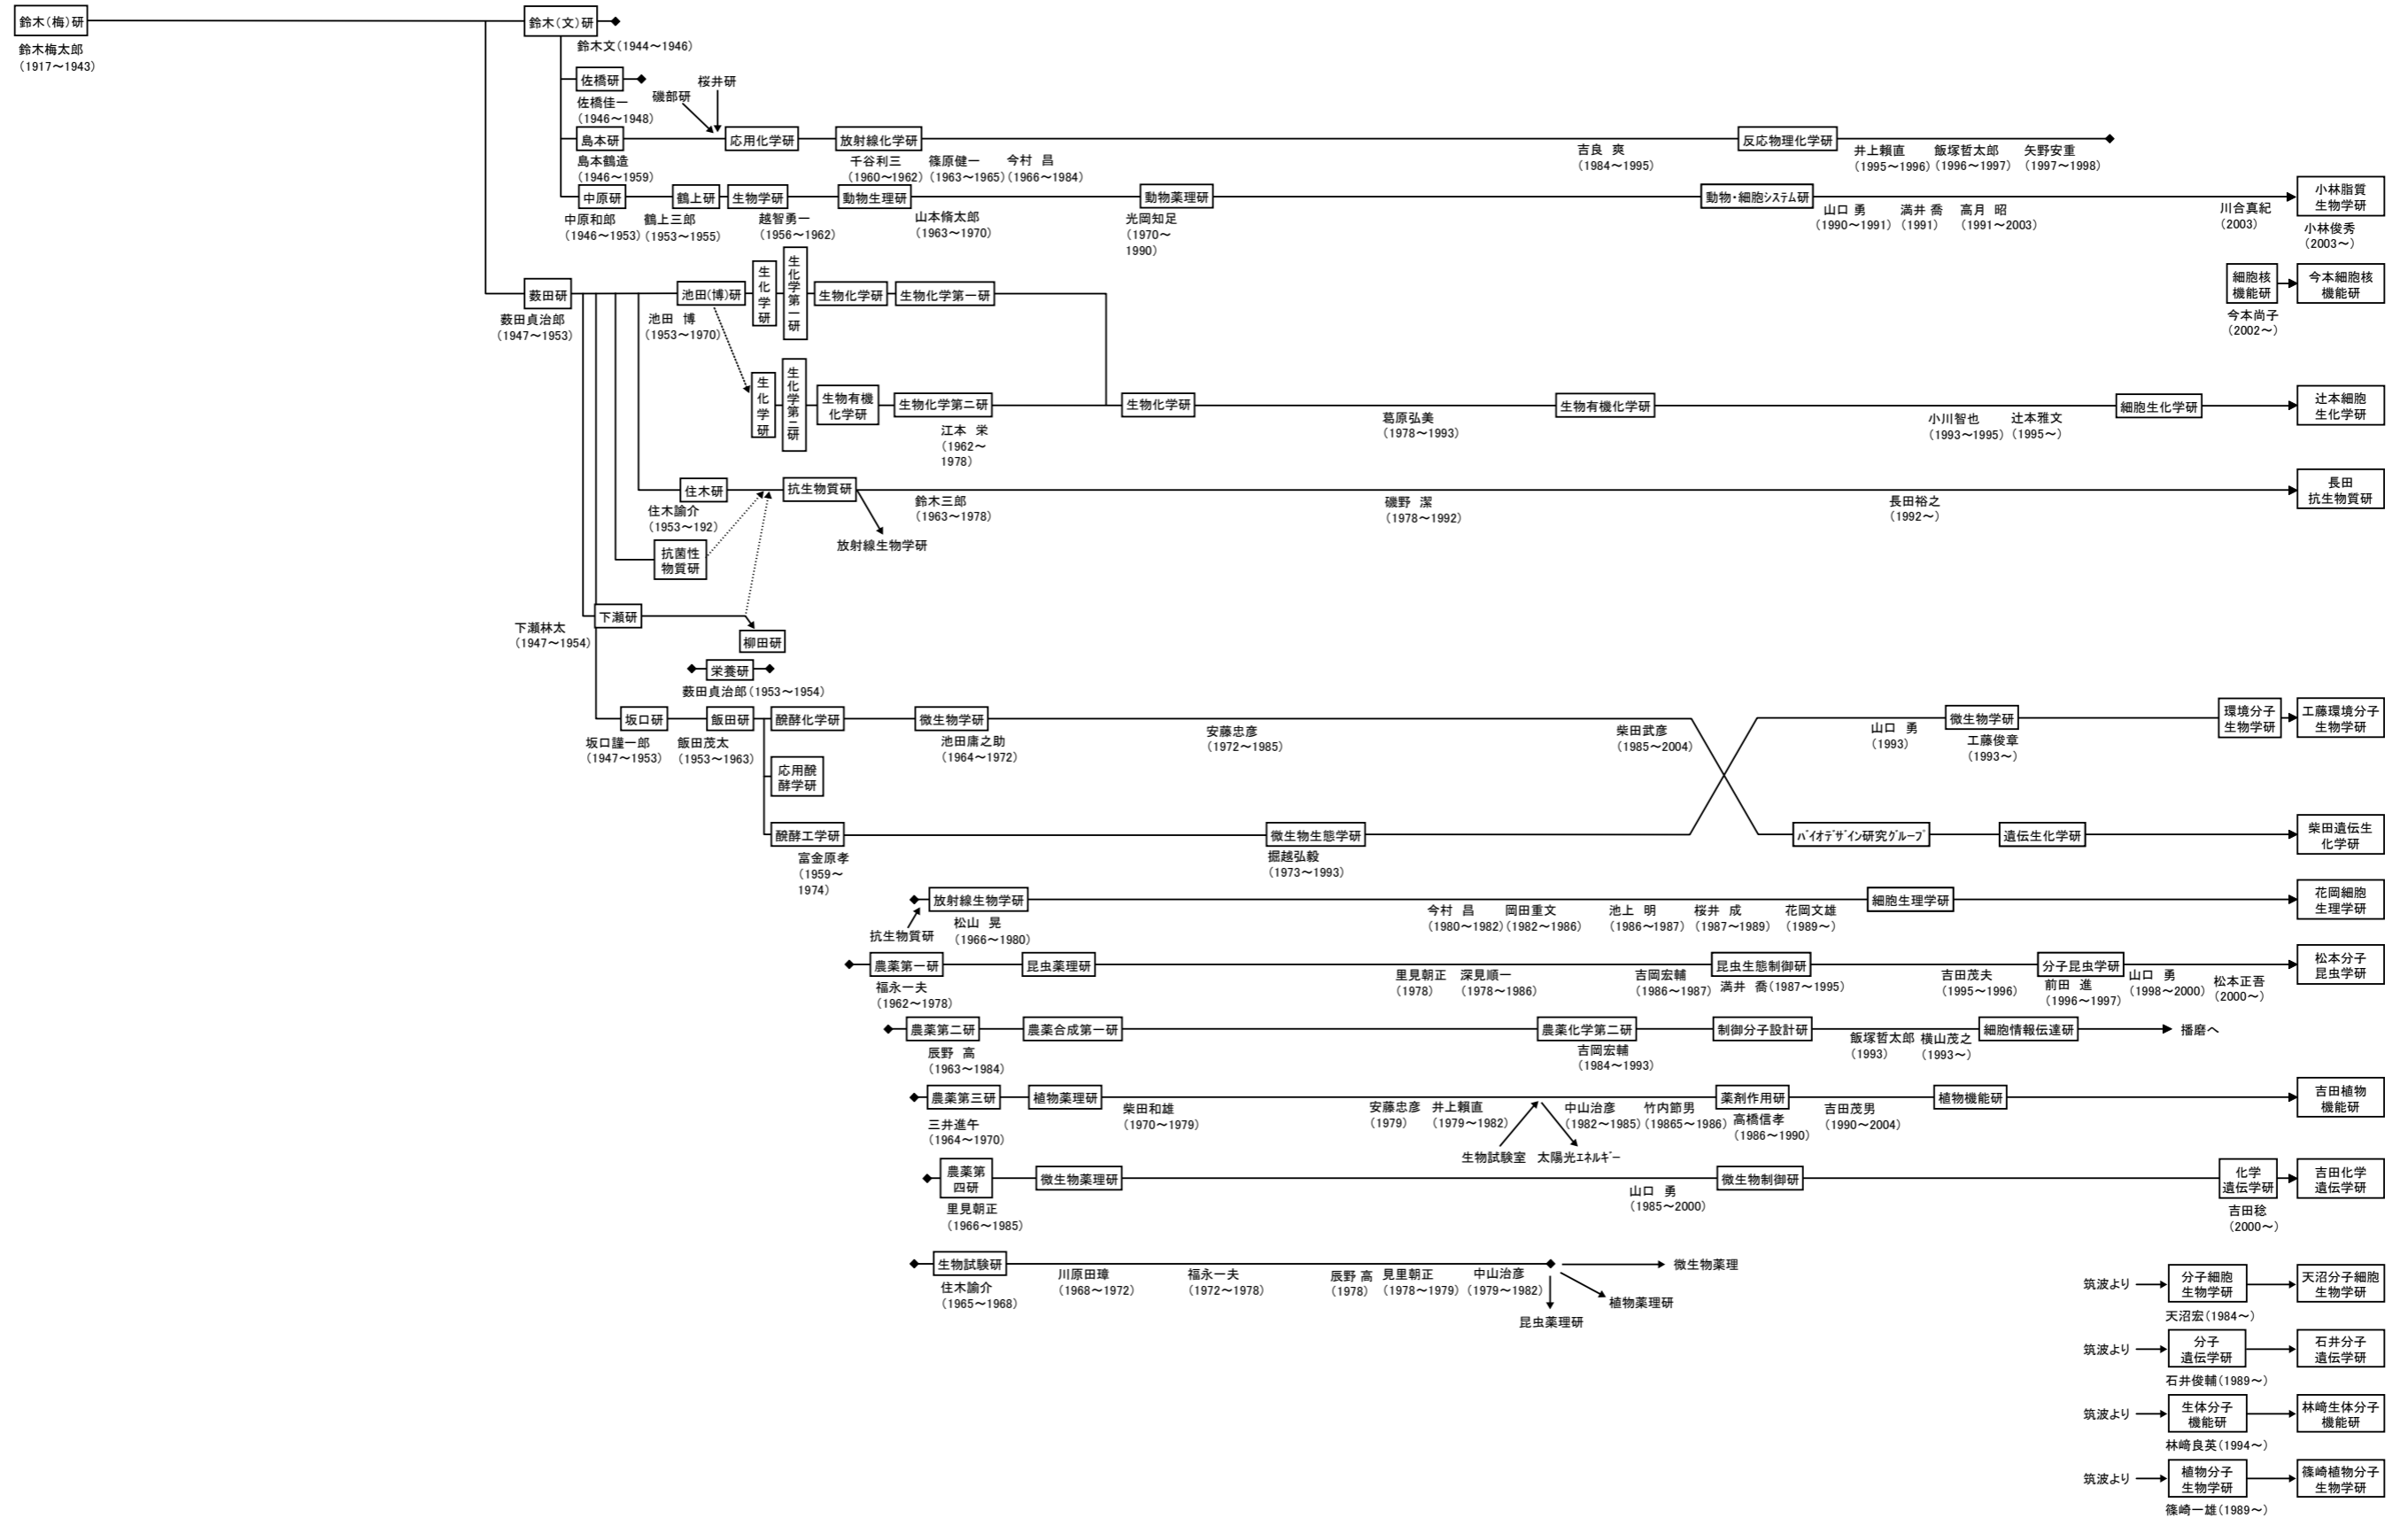 鈴木(梅)研
鈴木梅太郎
(1917～1943)
鈴木(文)研
鈴木文(1944～1946)
佐橋研
佐橋佳一
(1946～1948)
磯部研
桜井研
島本研
島本鶴造
(1946～1959)
応用化学研
放射線化学研
千谷利三
(1960～1962)
篠原健一
(1963～1965)
今村 昌
(1966～1984)
吉良 爽
(1984～1995)
反応物理化学研
井上頼直
(1995～1996)
飯塚哲太郎
(1996～1997)
矢野安重
(1997～1998)
中原研
中原和郎
(1946～1953)
鶴上研
鶴上三郎
(1953～1955)
生物学研
越智勇一
(1956～1962)
動物生理研
山本脩太郎
(1963～1970)
動物薬理研
光岡知足
(1970～
1990)
動物・細胞システム研
山口 勇
(1990～1991)
満井 喬
(1991)
高月 昭
(1991～2003)
川合真紀
(2003)
小林脂質
生物学研
小林俊秀
(2003～)
細胞核
機能研
今本尚子
(2002～)
今本細胞核
機能研
薮田研
薮田貞治郎
(1947～1953)
池田(博)研
池田 博
(1953～1970)
生化学研
生化学第一研
生物化学研
生物化学第一研
生化学研
生化学第二研
生物有機
化学研
生物化学第二研
江本 栄
(1962～
1978)
生物化学研
葛原弘美
(1978～1993)
生物有機化学研
小川智也
(1993～1995)
辻本雅文
(1995～)
細胞生化学研
辻本細胞
生化学研
住木研
住木諭介
(1953～192)
抗生物質研
放射線生物学研
鈴木三郎
(1963～1978)
磯野 潔
(1978～1992)
長田裕之
(1992～)
長田
抗生物質研
抗菌性
物質研
下瀬研
下瀬林太
(1947～1954)
柳田研
栄養研
薮田貞治郎(1953～1954)
坂口研
坂口謹一郎
(1947～1953)
飯田研
飯田茂太
(1953～1963)
醗酵化学研
微生物学研
池田庸之助
(1964～1972)
安藤忠彦
(1972～1985)
柴田武彦
(1985～2004)
山口 勇
(1993)
微生物学研
工藤俊章
(1993～)
環境分子
生物学研
工藤環境分子
生物学研
応用醗
酵学研
醗酵工学研
富金原孝
(1959～
1974)
微生物生態学研
掘越弘毅
(1973～1993)
バイオデザイン研究グループ
遺伝生化学研
柴田遺伝生
化学研
抗生物質研
放射線生物学研
松山 晃
(1966～1980)
今村 昌
(1980～1982)
岡田重文
(1982～1986)
池上 明
(1986～1987)
桜井 成
(1987～1989)
花岡文雄
(1989～)
細胞生理学研
花岡細胞
生理学研
農薬第一研
福永一夫
(1962～1978)
昆虫薬理研
里見朝正
(1978)
深見順一
(1978～1986)
吉岡宏輔
(1986～1987)
昆虫生態制御研
満井 喬(1987～1995)
吉田茂夫
(1995～1996)
分子昆虫学研
前田 進
(1996～1997)
山口 勇
(1998～2000)
松本正吾
(2000～)
松本分子
昆虫学研
農薬第二研
辰野 高
(1963～1984)
農薬合成第一研
農薬化学第二研
吉岡宏輔
(1984～1993)
制御分子設計研
飯塚哲太郎
(1993)
横山茂之
(1993～)
細胞情報伝達研
播磨へ
農薬第三研
三井進午
(1964～1970)
植物薬理研
柴田和雄
(1970～1979)
安藤忠彦
(1979)
井上頼直
(1979～1982)
生物試験室
太陽光エネルギー
中山治彦
(1982～1985)
竹内節男
(19865～1986)
薬剤作用研
高橋信孝
(1986～1990)
吉田茂男
(1990～2004)
植物機能研
吉田植物
機能研
農薬第
四研
里見朝正
(1966～1985)
微生物薬理研
山口 勇
(1985～2000)
微生物制御研
化学
遺伝学研
吉田稔
(2000～)
吉田化学
遺伝学研
生物試験研
住木諭介
(1965～1968)
川原田璋
(1968～1972)
福永一夫
(1972～1978)
辰野 高
(1978)
見里朝正
(1978～1979)
中山治彦
(1979～1982)
微生物薬理
植物薬理研
昆虫薬理研
筑波より
分子細胞
生物学研
天沼宏(1984～)
天沼分子細胞
生物学研
筑波より
分子
遺伝学研
石井俊輔(1989～)
石井分子
遺伝学研
筑波より
生体分子
機能研
林﨑良英(1994～)
林﨑生体分子
機能研
筑波より
植物分子
生物学研
篠崎一雄(1989～)
篠崎植物分子
生物学研